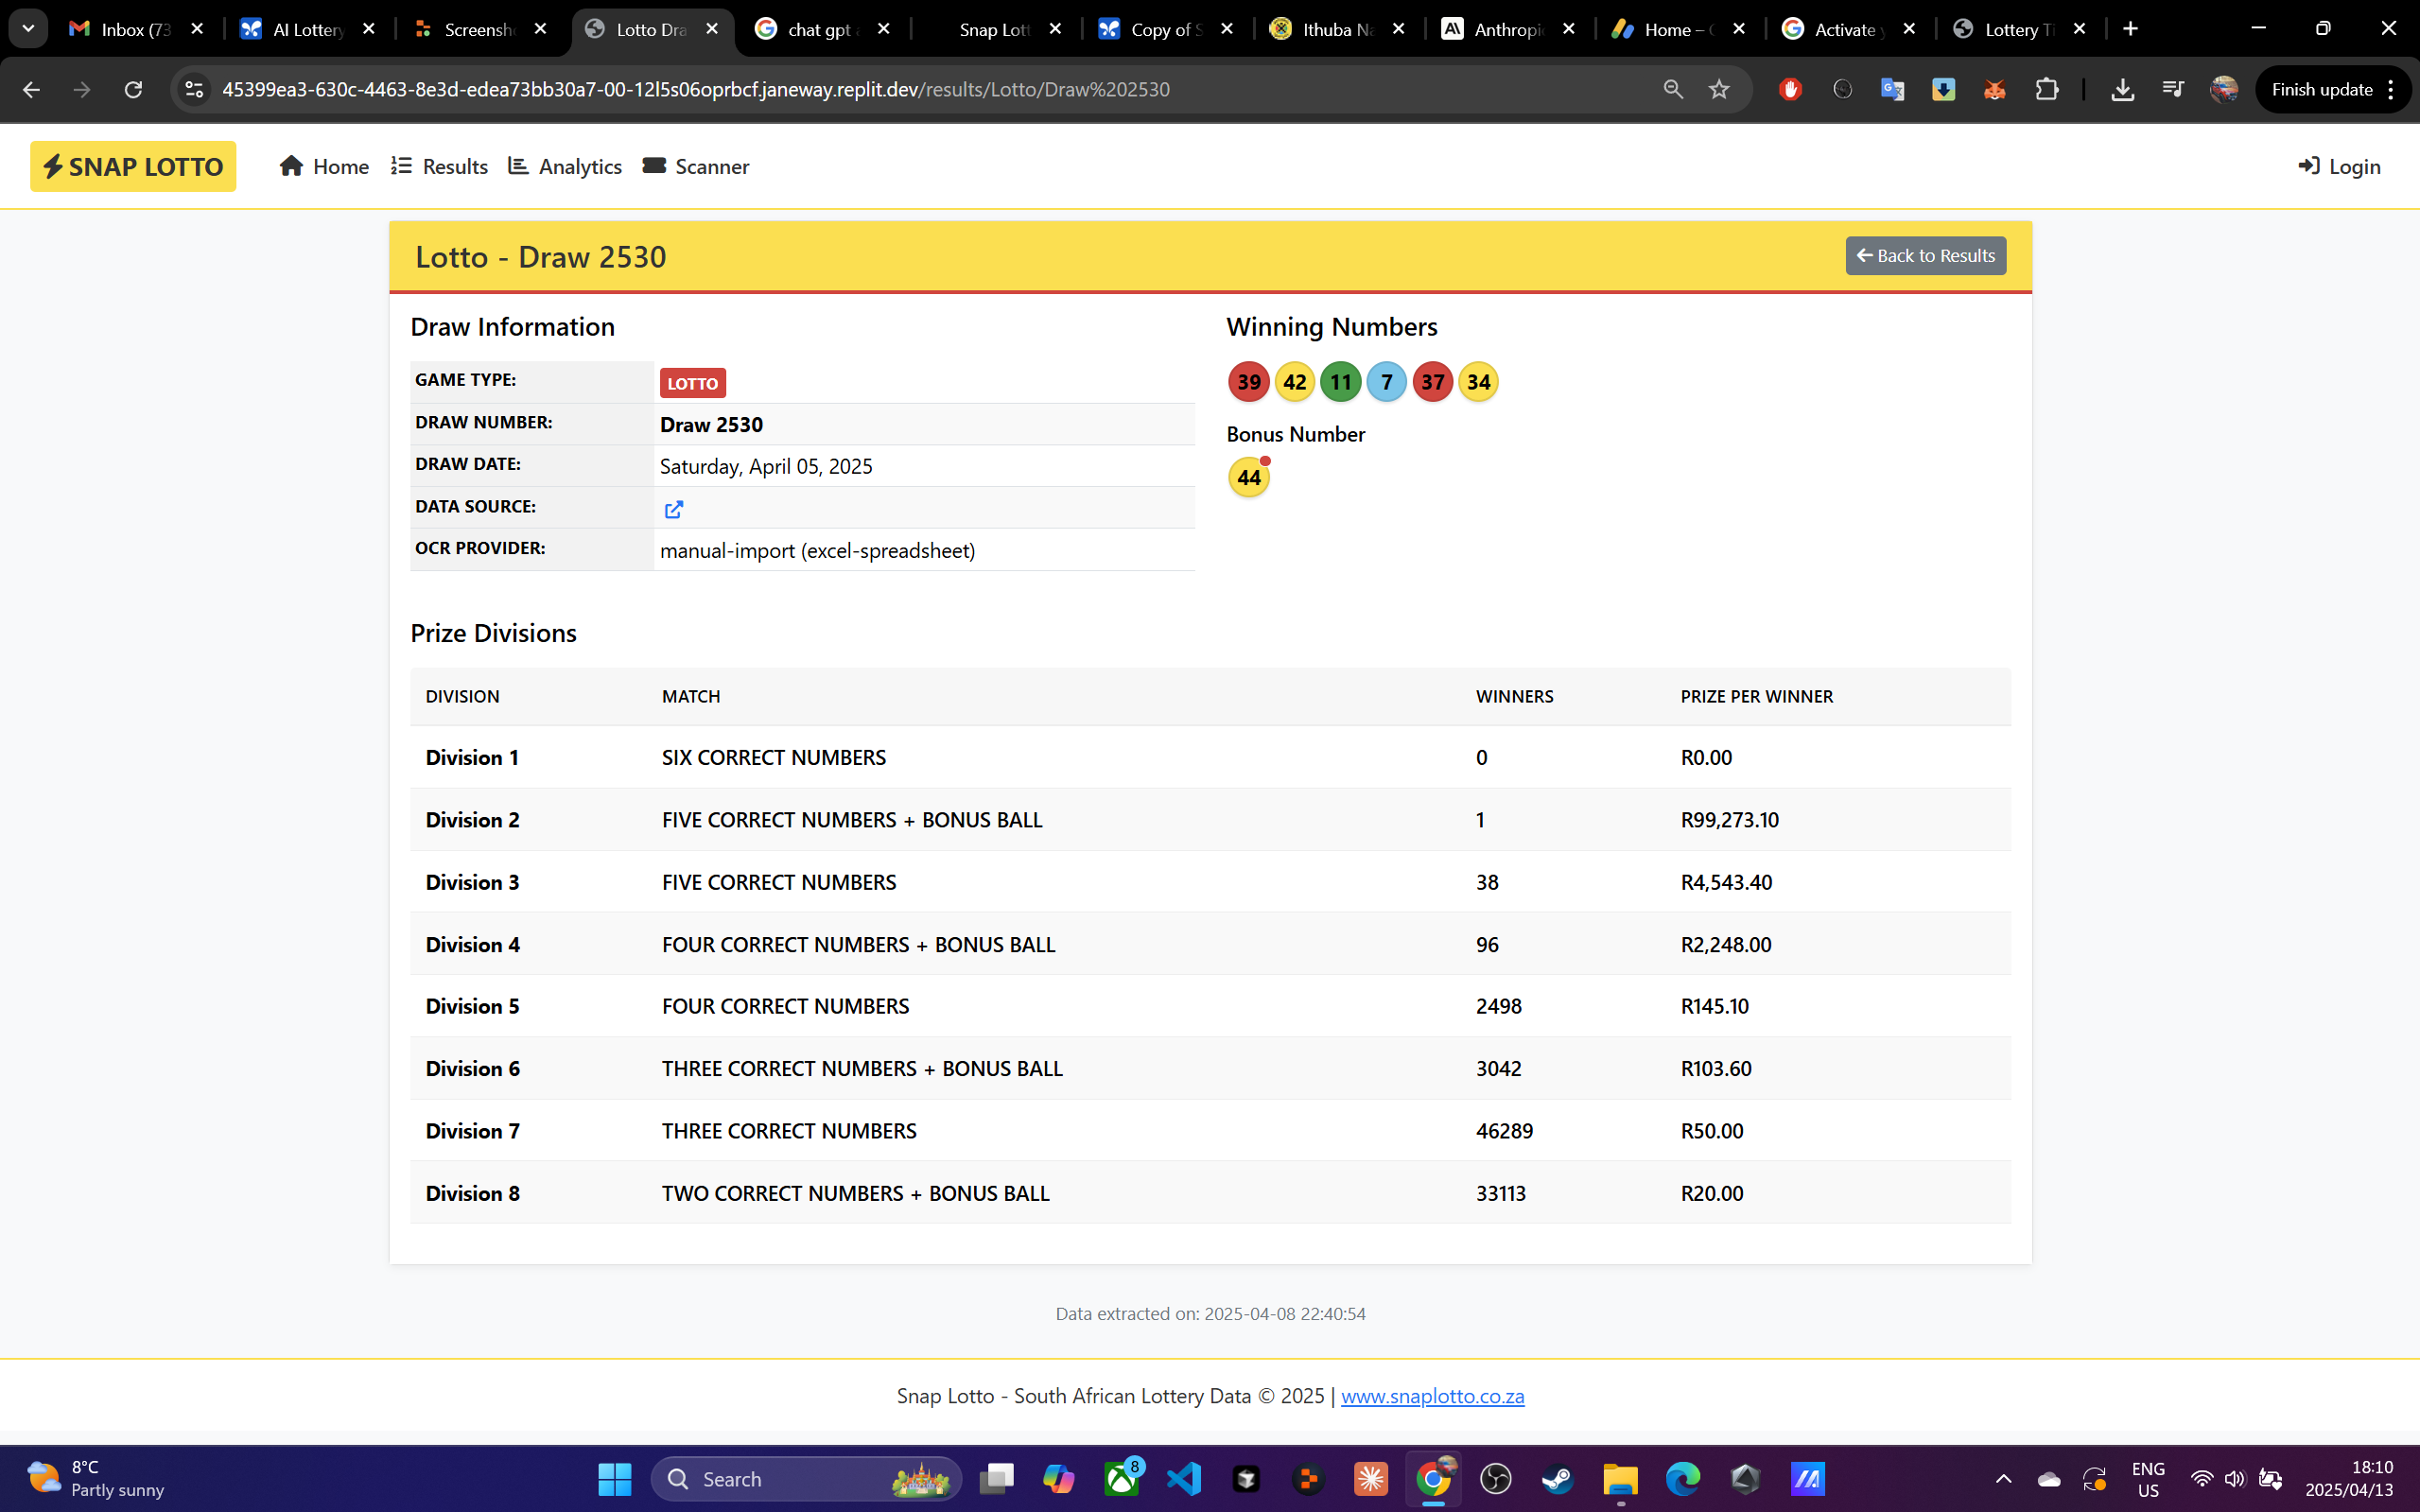 Inbox (73
AI Lottery
Screensh
Lotto Dra
chat gpt
Snap Lott
Copy of S
Ithuba Na
Anthropi
Home –
Activate
Lottery Ti
45399ea3-630c-4463-8e3d-edea73bb30a7-00-12l5s06oprbcf.janeway.replit.dev/results/Lotto/Draw%202530
Finish update
SNAP LOTTO
Home
Results
Analytics
Scanner
Login
Lotto - Draw 2530
Back to Results
Draw Information
GAME TYPE: LOTTO
DRAW NUMBER: Draw 2530
DRAW DATE: Saturday, April 05, 2025
DATA SOURCE:
OCR PROVIDER: manual-import (excel-spreadsheet)
Winning Numbers
39 42 11 7 37 34
Bonus Number
44
Prize Divisions
DIVISION MATCH WINNERS PRIZE PER WINNER
Division 1 SIX CORRECT NUMBERS 0 R0.00
Division 2 FIVE CORRECT NUMBERS + BONUS BALL 1 R99,273.10
Division 3 FIVE CORRECT NUMBERS 38 R4,543.40
Division 4 FOUR CORRECT NUMBERS + BONUS BALL 96 R2,248.00
Division 5 FOUR CORRECT NUMBERS 2498 R145.10
Division 6 THREE CORRECT NUMBERS + BONUS BALL 3042 R103.60
Division 7 THREE CORRECT NUMBERS 46289 R50.00
Division 8 TWO CORRECT NUMBERS + BONUS BALL 33113 R20.00
Data extracted on: 2025-04-08 22:40:54
Snap Lotto - South African Lottery Data © 2025 | www.snaplotto.co.za
8°C
Partly sunny
Search
8
ENG
US
18:10
2025/04/13